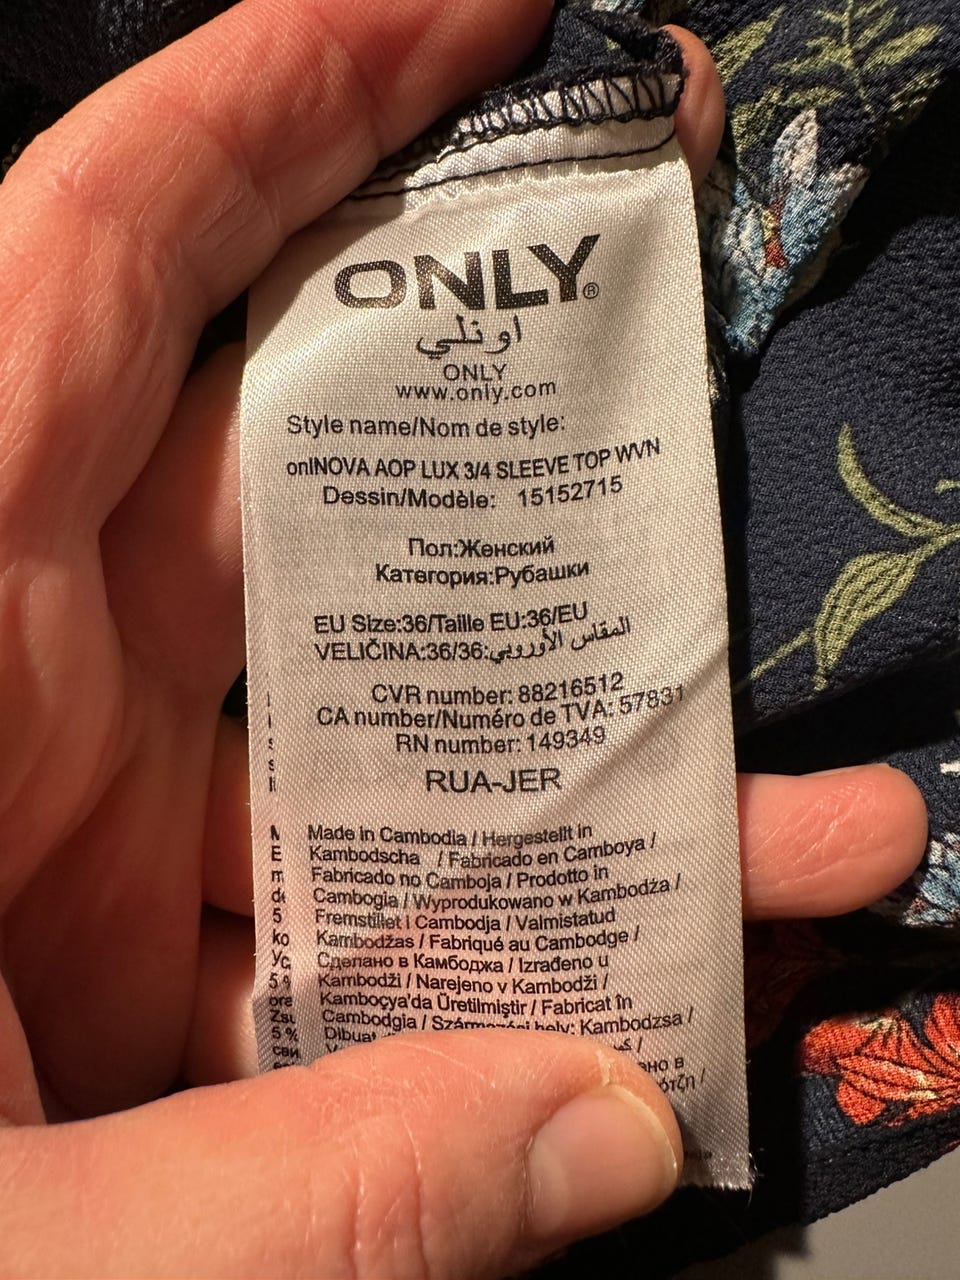 ONLY®
اونلي
ONLY
www.only.com
Style name/Nom de style:
onlNOVA AOP LUX 3/4 SLEEVE TOP WVN
Dessin/Modèle: 15152715
Пол:Женский
Категория:Рубашки
EU Size:36/Taille EU:36/EU
VELIČINA:36/36:المقاس الأوروبي
CVR number: 88216512
CA number/Numéro de TVA: 57831
RN number: 149349
RUA-JER
Made in Cambodia / Hergestellt in
Kambodscha / Fabricado en Camboya /
Fabricado no Camboja / Prodotto in
Cambogia / Wyprodukowano w Kambodża /
Fremstillet i Cambodja / Valmistatud
Kambodžas / Fabriqué au Cambodge /
Сделано в Камбоджа / Izrađeno u
Kambodži / Narejeno v Kambodži /
Kamboçya'da Üretilmiştir / Fabricat în
Cambodgia / Származási hely: Kambodzsa /